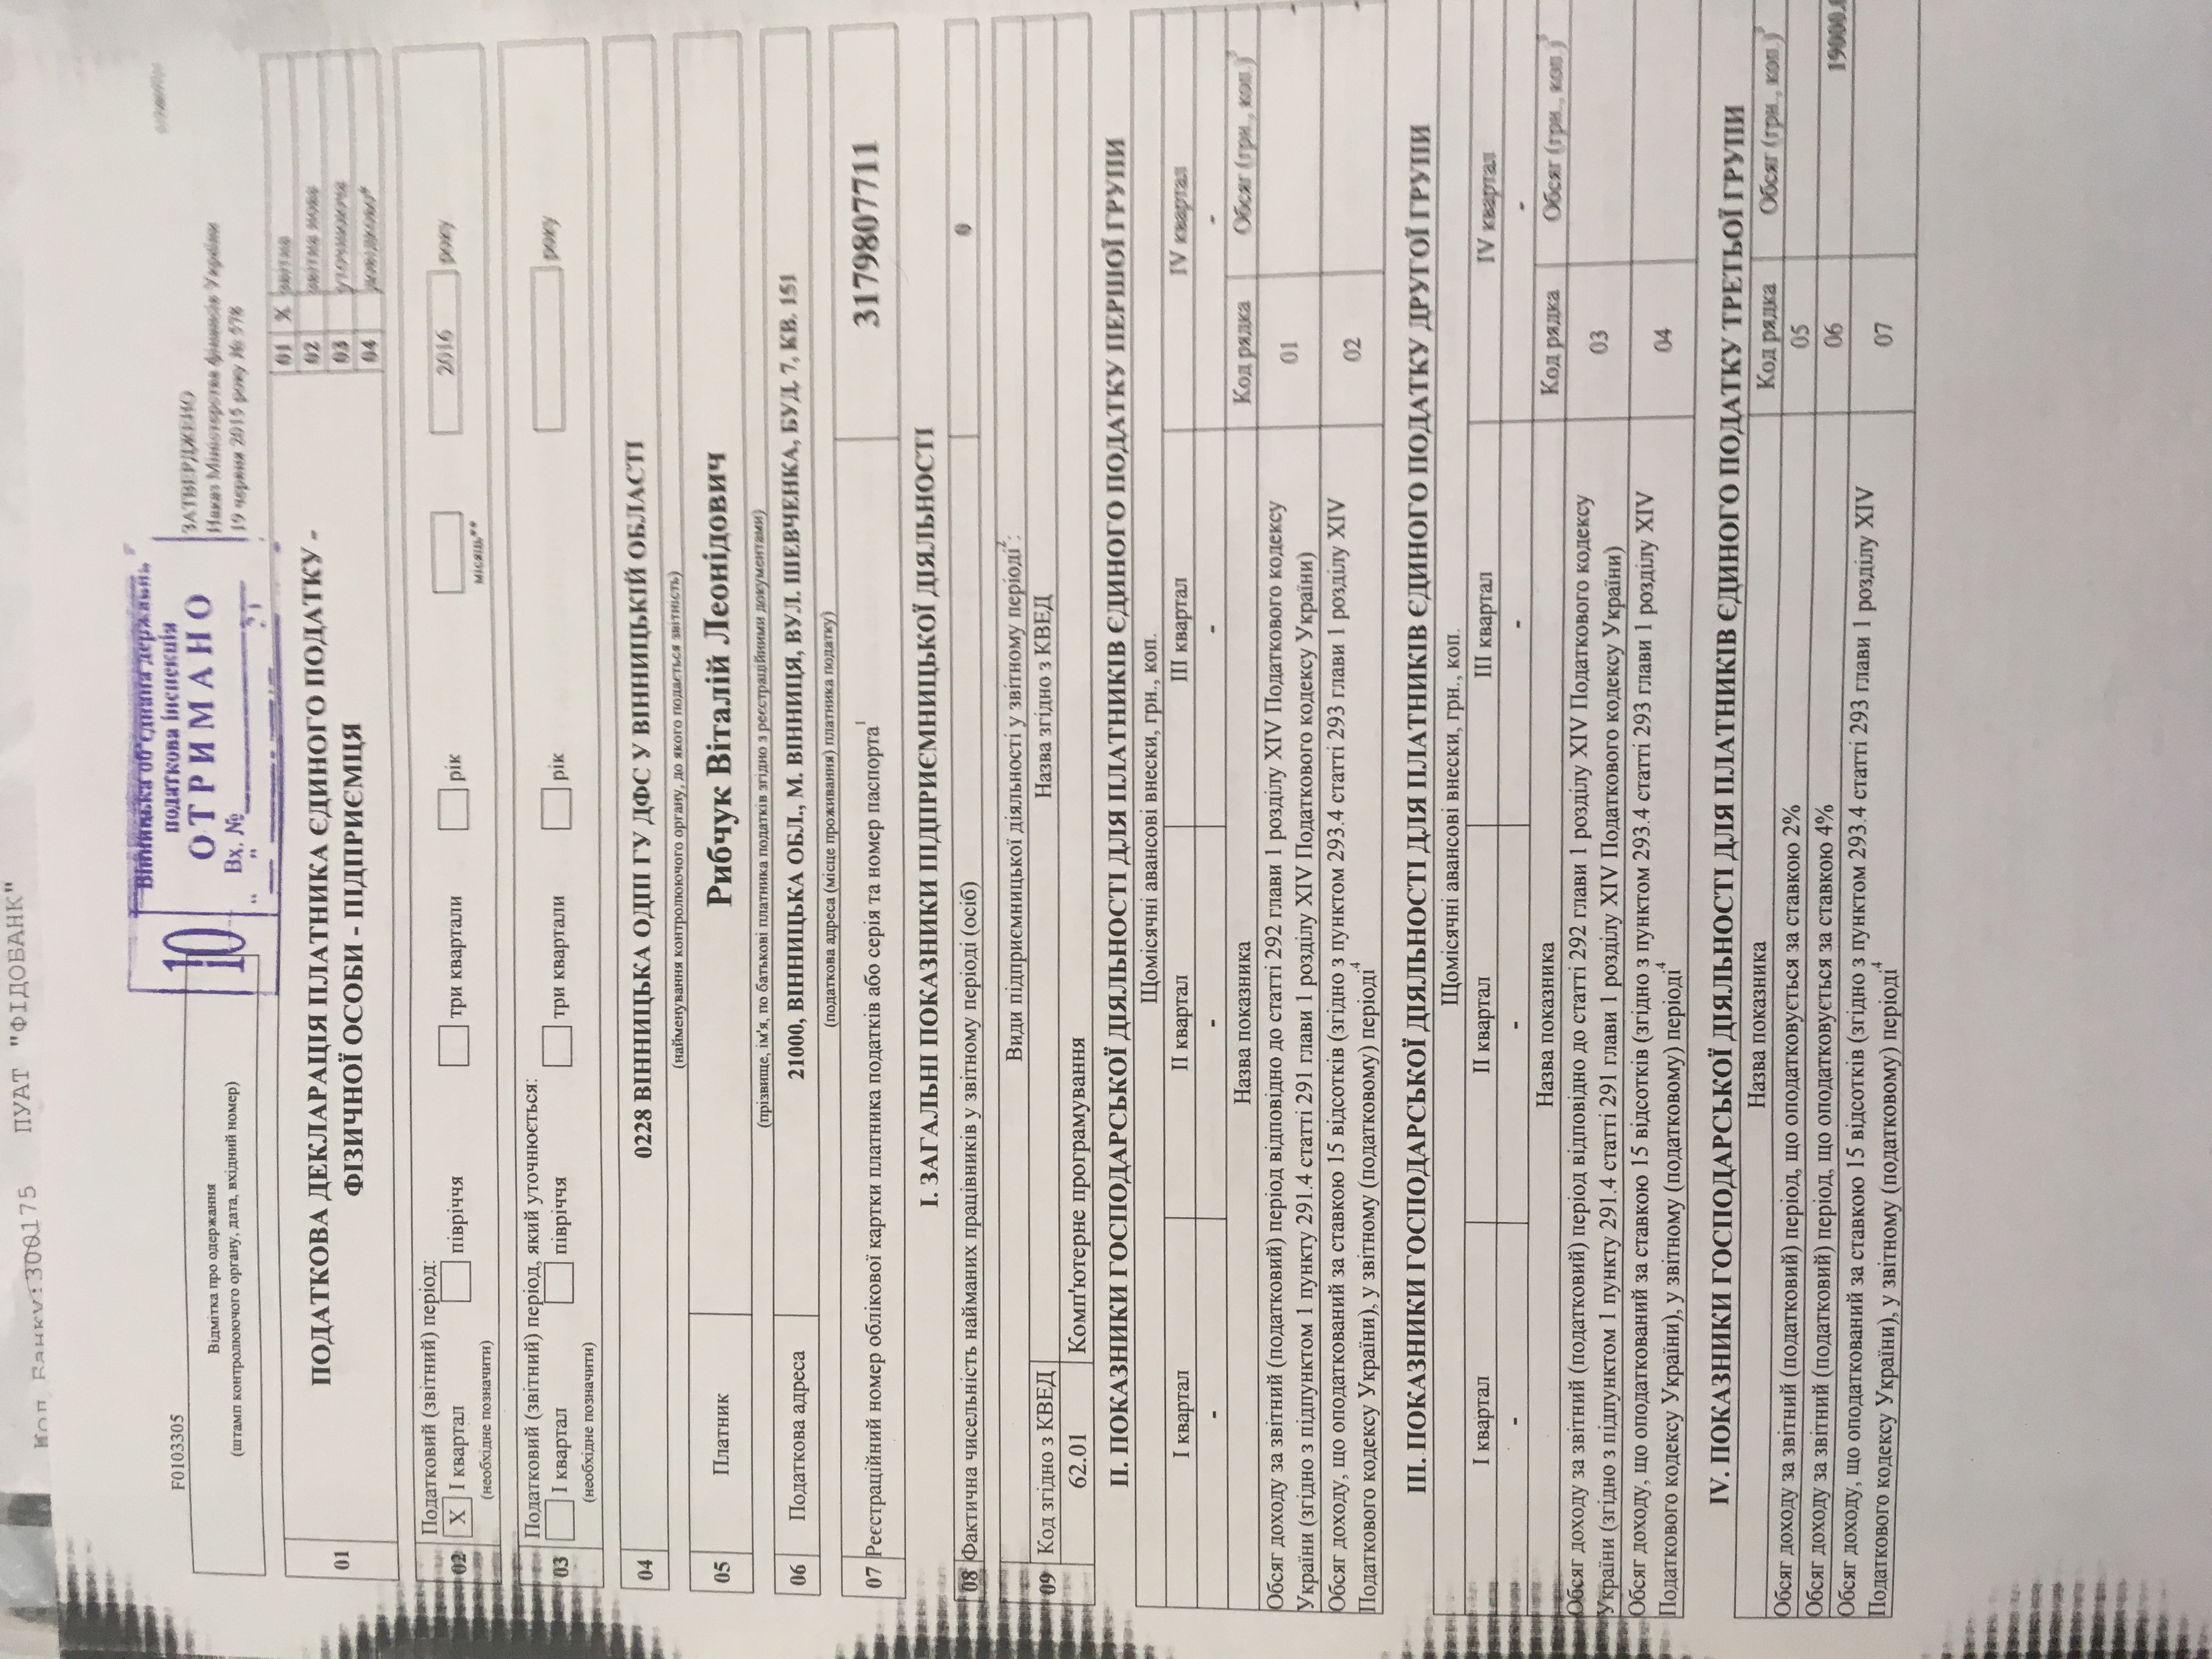 Код Банку:300175 ПУАТ "ФІДОБАНК"
F0103305
Відмітка про одержання
(штамп контролюючого органу, дата, вхідний номер)
10
Вінницька об'єднана державна
податкова інспекція
ОТРИМАНО
Вх. №
ЗАТВЕРДЖЕНО
Наказ Міністерства фінансів України
19 червня 2015 року № 578
01
ПОДАТКОВА ДЕКЛАРАЦІЯ ПЛАТНИКА ЄДИНОГО ПОДАТКУ -
ФІЗИЧНОЇ ОСОБИ - ПІДПРИЄМЦЯ
01 X звітна
02 звітна нова
03 уточнююча
04 довідково*
02
Податковий (звітний) період:
X I квартал півріччя три квартали рік 2016 року
(необхідне позначити) місяць**
03
Податковий (звітний) період, який уточнюється:
I квартал півріччя три квартали рік року
(необхідне позначити)
04 0228 ВІННИЦЬКА ОДПІ ГУ ДФС У ВІННИЦЬКІЙ ОБЛАСТІ
(найменування контролюючого органу, до якого подається звітність)
05 Платник Рибчук Віталій Леонідович
(прізвище, ім'я, по батькові платника податків згідно з реєстраційними документами)
06 Податкова адреса 21000, ВІННИЦЬКА ОБЛ., М. ВІННИЦЯ, ВУЛ. ШЕВЧЕНКА, БУД. 7, КВ. 151
(податкова адреса (місце проживання) платника податку)
07 Реєстраційний номер облікової картки платника податків або серія та номер паспорта1 3179807711
I. ЗАГАЛЬНІ ПОКАЗНИКИ ПІДПРИЄМНИЦЬКОЇ ДІЯЛЬНОСТІ
08 Фактична чисельність найманих працівників у звітному періоді (осіб) 0
Види підприємницької діяльності у звітному періоді2:
09 Код згідно з КВЕД Назва згідно з КВЕД
62.01 Комп'ютерне програмування
II. ПОКАЗНИКИ ГОСПОДАРСЬКОЇ ДІЯЛЬНОСТІ ДЛЯ ПЛАТНИКІВ ЄДИНОГО ПОДАТКУ ПЕРШОЇ ГРУПИ
Щомісячні авансові внески, грн., коп.
I квартал II квартал III квартал IV квартал
- - - -
Назва показника Код рядка Обсяг (грн., коп.)3
Обсяг доходу за звітний (податковий) період відповідно до статті 292 глави 1 розділу XIV Податкового кодексу
України (згідно з підпунктом 1 пункту 291.4 статті 291 глави 1 розділу XIV Податкового кодексу України) 01 -
Обсяг доходу, що оподаткований за ставкою 15 відсотків (згідно з пунктом 293.4 статті 293 глави 1 розділу XIV
Податкового кодексу України), у звітному (податковому) періоді4 02 -
III. ПОКАЗНИКИ ГОСПОДАРСЬКОЇ ДІЯЛЬНОСТІ ДЛЯ ПЛАТНИКІВ ЄДИНОГО ПОДАТКУ ДРУГОЇ ГРУПИ
Щомісячні авансові внески, грн., коп.
I квартал II квартал III квартал IV квартал
- - - -
Назва показника Код рядка Обсяг (грн., коп.)3
Обсяг доходу за звітний (податковий) період відповідно до статті 292 глави 1 розділу XIV Податкового кодексу
України (згідно з підпунктом 1 пункту 291.4 статті 291 глави 1 розділу XIV Податкового кодексу України) 03
Обсяг доходу, що оподаткований за ставкою 15 відсотків (згідно з пунктом 293.4 статті 293 глави 1 розділу XIV
Податкового кодексу України), у звітному (податковому) періоді4 04
IV. ПОКАЗНИКИ ГОСПОДАРСЬКОЇ ДІЯЛЬНОСТІ ДЛЯ ПЛАТНИКІВ ЄДИНОГО ПОДАТКУ ТРЕТЬОЇ ГРУПИ
Назва показника Код рядка Обсяг (грн., коп.)3
Обсяг доходу за звітний (податковий) період, що оподатковується за ставкою 2% 05
Обсяг доходу за звітний (податковий) період, що оподатковується за ставкою 4% 06 19000.
Обсяг доходу, що оподаткований за ставкою 15 відсотків (згідно з пунктом 293.4 статті 293 глави 1 розділу XIV
Податкового кодексу України), у звітному (податковому) періоді4 07